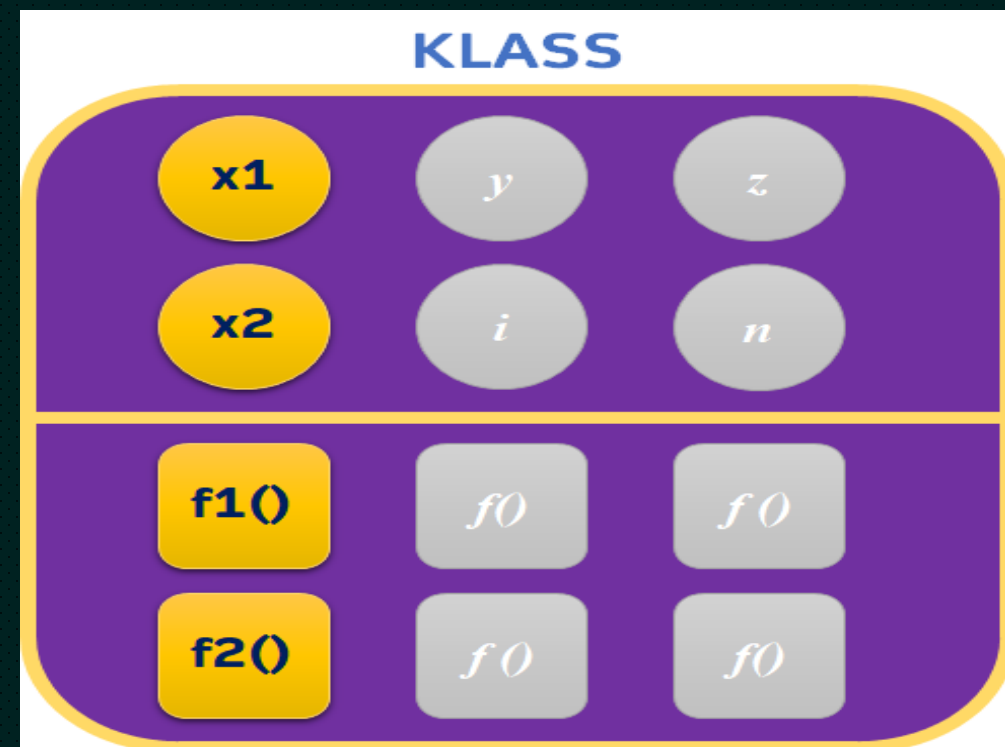 KLASS
x1 y z
x2 i n
f1() f() f ()
f2() f () f()